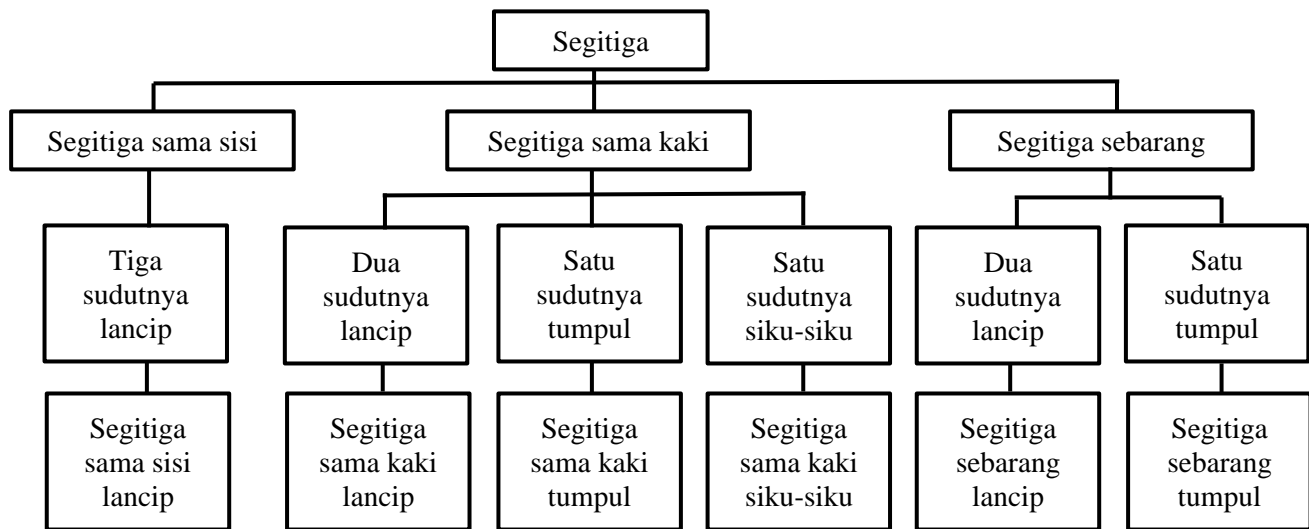 Segitiga
Segitiga sama sisi
Segitiga sama kaki
Segitiga sebarang
Tiga
sudutnya
lancip
Dua
sudutnya
lancip
Satu
sudutnya
tumpul
Satu
sudutnya
siku-siku
Dua
sudutnya
lancip
Satu
sudutnya
tumpul
Segitiga
sama sisi
lancip
Segitiga
sama kaki
lancip
Segitiga
sama kaki
tumpul
Segitiga
sama kaki
siku-siku
Segitiga
sebarang
lancip
Segitiga
sebarang
tumpul